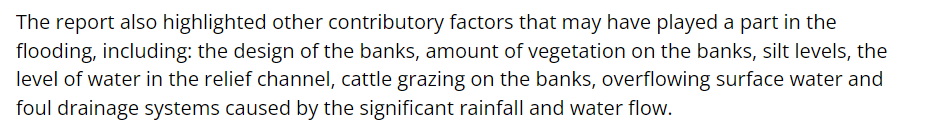 The report also highlighted other contributory factors that may have played a part in the
flooding, including: the design of the banks, amount of vegetation on the banks, silt levels, the
level of water in the relief channel, cattle grazing on the banks, overflowing surface water and
foul drainage systems caused by the significant rainfall and water flow.